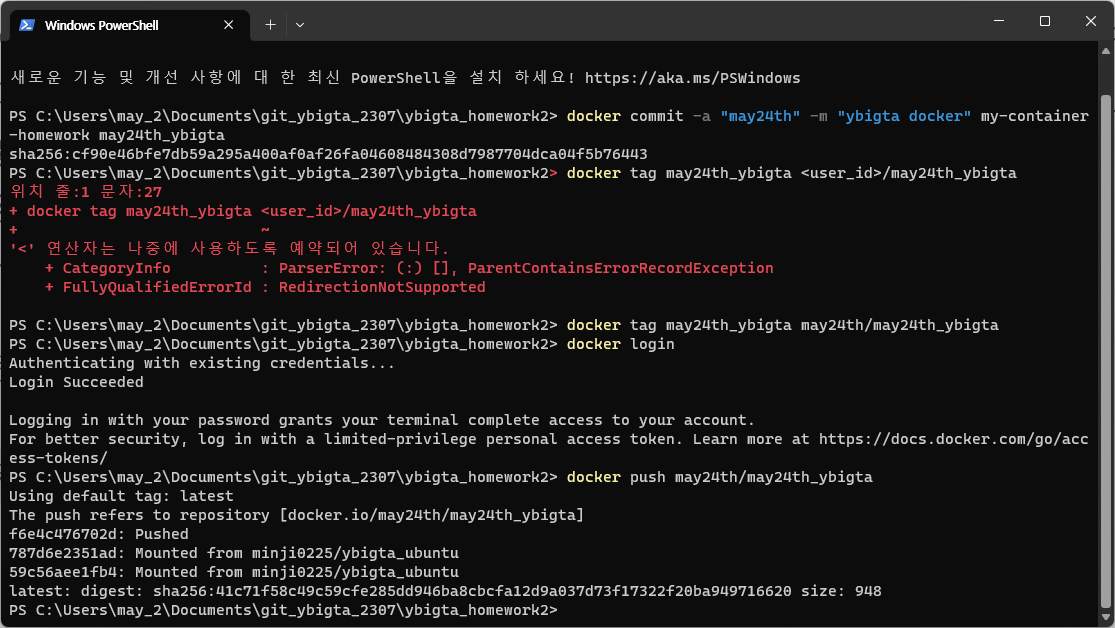 Windows PowerShell
새로운 기능 및 개선 사항에 대 한 최신 PowerShell을 설치 하세요! https://aka.ms/PSWindows
PS C:\Users\may_2\Documents\git_ybigta_2307\ybigta_homework2> docker commit -a "may24th" -m "ybigta docker" my-container
-homework may24th_ybigta
sha256:cf90e46bfe7db59a295a400af0af26fa04608484308d7987704dca04f5b76443
PS C:\Users\may_2\Documents\git_ybigta_2307\ybigta_homework2> docker tag may24th_ybigta <user_id>/may24th_ybigta
위치 줄:1 문자:27
+ docker tag may24th_ybigta <user_id>/may24th_ybigta
+                           ~
'<' 연산자는 나중에 사용하도록 예약되어 있습니다.
    + CategoryInfo          : ParserError: (:) [], ParentContainsErrorRecordException
    + FullyQualifiedErrorId : RedirectionNotSupported
PS C:\Users\may_2\Documents\git_ybigta_2307\ybigta_homework2> docker tag may24th_ybigta may24th/may24th_ybigta
PS C:\Users\may_2\Documents\git_ybigta_2307\ybigta_homework2> docker login
Authenticating with existing credentials...
Login Succeeded
Logging in with your password grants your terminal complete access to your account.
For better security, log in with a limited-privilege personal access token. Learn more at https://docs.docker.com/go/acc
ess-tokens/
PS C:\Users\may_2\Documents\git_ybigta_2307\ybigta_homework2> docker push may24th/may24th_ybigta
Using default tag: latest
The push refers to repository [docker.io/may24th/may24th_ybigta]
f6e4c476702d: Pushed
787d6e2351ad: Mounted from minji0225/ybigta_ubuntu
59c56aee1fb4: Mounted from minji0225/ybigta_ubuntu
latest: digest: sha256:41c71f58c49c59cfe285dd946ba8cbcfa12d9a037d73f17322f20ba949716620 size: 948
PS C:\Users\may_2\Documents\git_ybigta_2307\ybigta_homework2>